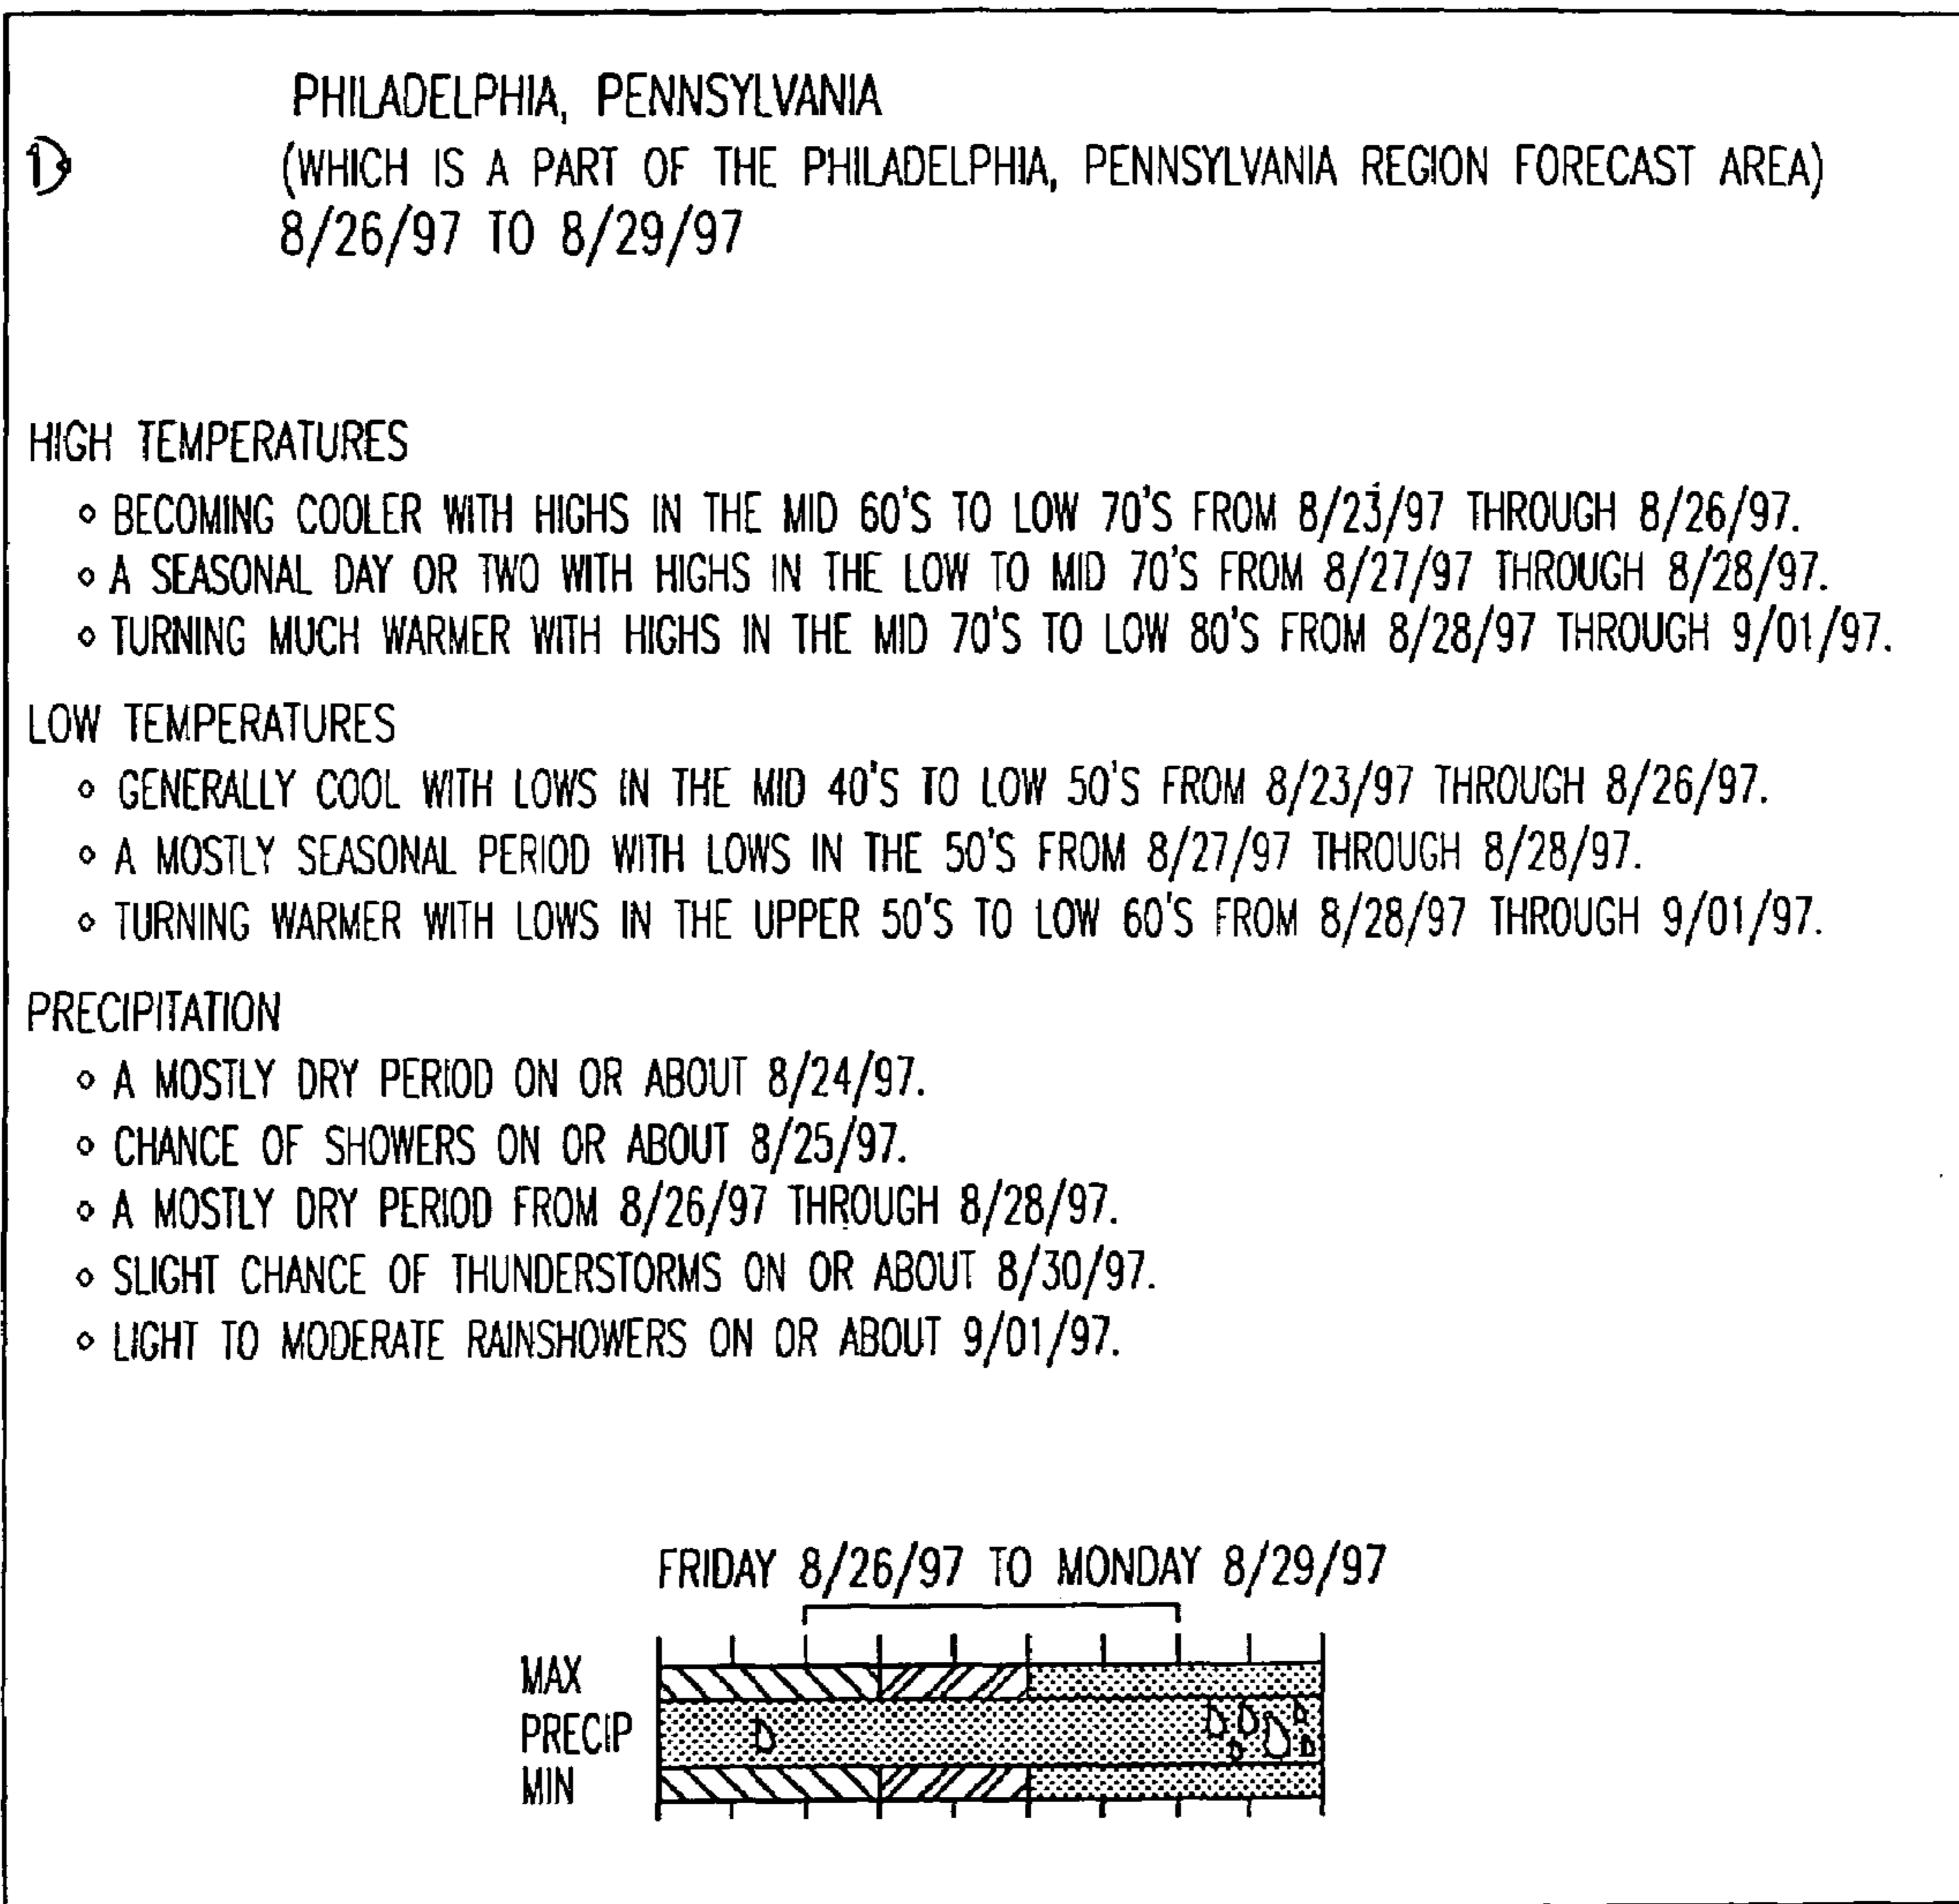 PHILADELPHIA, PENNSYLVANIA
(WHICH IS A PART OF THE PHILADELPHIA, PENNSYLVANIA REGION FORECAST AREA)
8/26/97 TO 8/29/97
HIGH TEMPERATURES
◦ BECOMING COOLER WITH HIGHS IN THE MID 60'S TO LOW 70'S FROM 8/23/97 THROUGH 8/26/97.
◦ A SEASONAL DAY OR TWO WITH HIGHS IN THE LOW TO MID 70'S FROM 8/27/97 THROUGH 8/28/97.
◦ TURNING MUCH WARMER WITH HIGHS IN THE MID 70'S TO LOW 80'S FROM 8/28/97 THROUGH 9/01/97.
LOW TEMPERATURES
◦ GENERALLY COOL WITH LOWS IN THE MID 40'S TO LOW 50'S FROM 8/23/97 THROUGH 8/26/97.
◦ A MOSTLY SEASONAL PERIOD WITH LOWS IN THE 50'S FROM 8/27/97 THROUGH 8/28/97.
◦ TURNING WARMER WITH LOWS IN THE UPPER 50'S TO LOW 60'S FROM 8/28/97 THROUGH 9/01/97.
PRECIPITATION
◦ A MOSTLY DRY PERIOD ON OR ABOUT 8/24/97.
◦ CHANCE OF SHOWERS ON OR ABOUT 8/25/97.
◦ A MOSTLY DRY PERIOD FROM 8/26/97 THROUGH 8/28/97.
◦ SLIGHT CHANCE OF THUNDERSTORMS ON OR ABOUT 8/30/97.
◦ LIGHT TO MODERATE RAINSHOWERS ON OR ABOUT 9/01/97.
FRIDAY 8/26/97 TO MONDAY 8/29/97
MAX
PRECIP
MIN